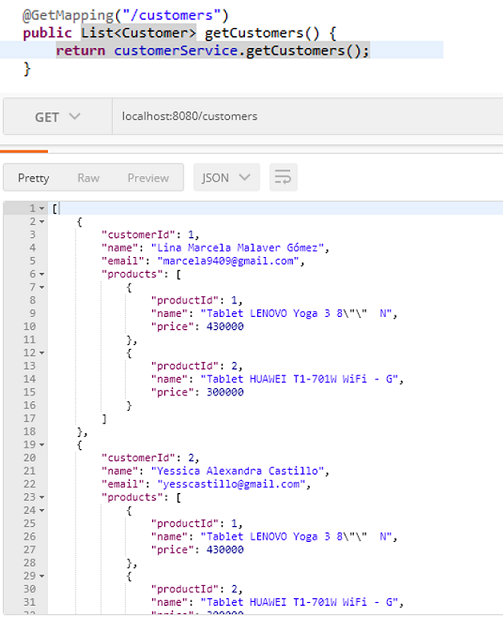 @GetMapping("/customers")
public List<Customer> getCustomers() {
    return customerService.getCustomers();
}
GET localhost:8080/customers
Pretty Raw Preview JSON
1 [
2 {
3 "customerId": 1,
4 "name": "Lina Marcela Malaver Gómez",
5 "email": "marcela9409@gmail.com",
6 "products": [
7 {
8 "productId": 1,
9 "name": "Tablet LENOVO Yoga 3 8\"\"  N",
10 "price": 430000
11 },
12 {
13 "productId": 2,
14 "name": "Tablet HUAWEI T1-701W WiFi - G",
15 "price": 300000
16 }
17 ]
18 },
19 {
20 "customerId": 2,
21 "name": "Yessica Alexandra Castillo",
22 "email": "yesscastillo@gmail.com",
23 "products": [
24 {
25 "productId": 1,
26 "name": "Tablet LENOVO Yoga 3 8\"\"  N",
27 "price": 430000
28 },
29 {
30 "productId": 2,
31 "name": "Tablet HUAWEI T1-701W WiFi - G",